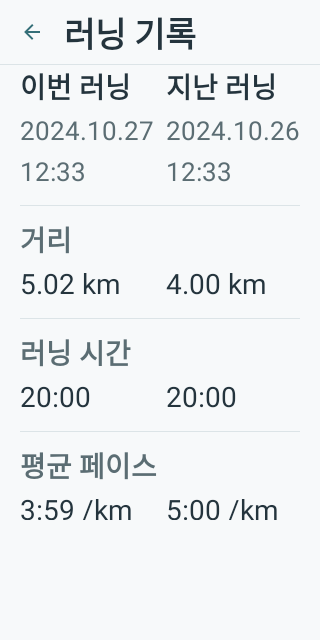 러닝 기록
이번 러닝 지난 러닝
2024.10.27 2024.10.26
12:33 12:33
거리
5.02 km 4.00 km
러닝 시간
20:00 20:00
평균 페이스
3:59 /km 5:00 /km